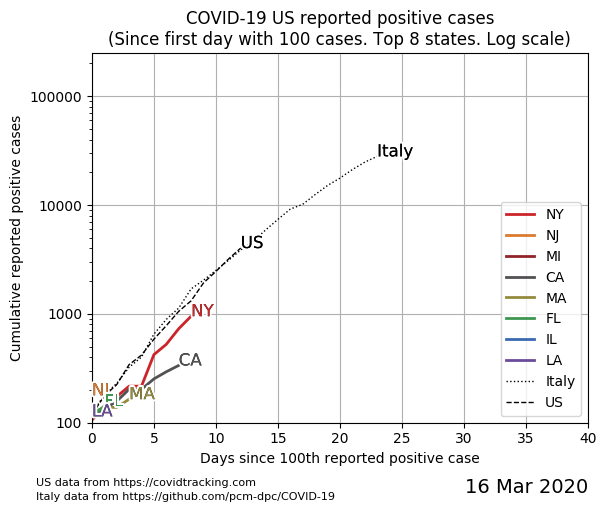 COVID-19 US reported positive cases
(Since first day with 100 cases. Top 8 states. Log scale)
Cumulative reported positive cases
100000
10000
1000
100
Italy
US
NY
CA
NJ
FL
MA
LA
NY
NJ
MI
CA
MA
FL
IL
LA
Italy
US
0 5 10 15 20 25 30 35 40
Days since 100th reported positive case
US data from https://covidtracking.com
Italy data from https://github.com/pcm-dpc/COVID-19
16 Mar 2020